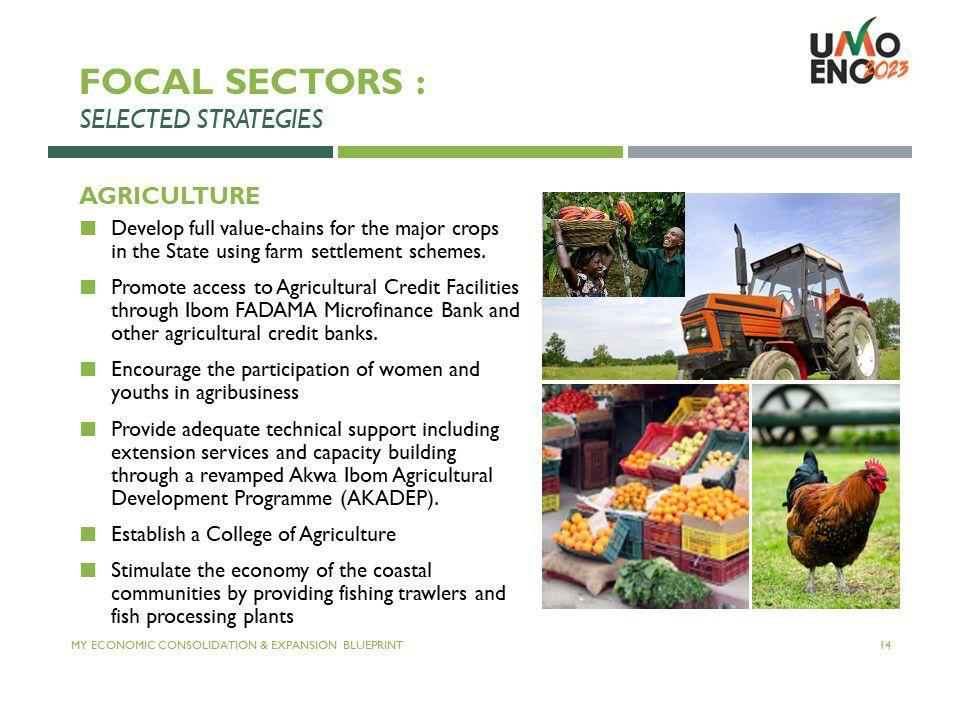 UMO
ENO 2023
FOCAL SECTORS :
SELECTED STRATEGIES
AGRICULTURE
■ Develop full value-chains for the major crops
in the State using farm settlement schemes.
■ Promote access to Agricultural Credit Facilities
through Ibom FADAMA Microfinance Bank and
other agricultural credit banks.
■ Encourage the participation of women and
youths in agribusiness
■ Provide adequate technical support including
extension services and capacity building
through a revamped Akwa Ibom Agricultural
Development Programme (AKADEP).
■ Establish a College of Agriculture
■ Stimulate the economy of the coastal
communities by providing fishing trawlers and
fish processing plants
MY ECONOMIC CONSOLIDATION & EXPANSION BLUEPRINT 14